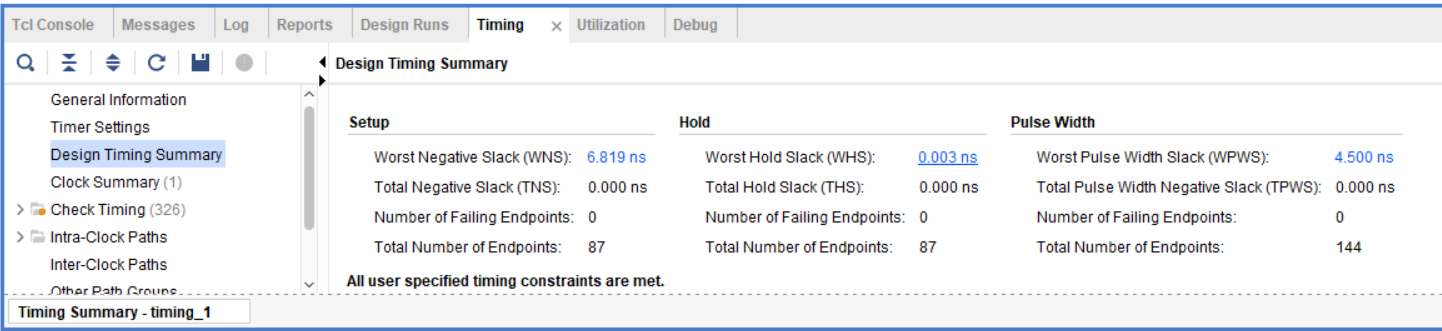 Tcl Console Messages Log Reports Design Runs Timing × Utilization Debug
Design Timing Summary
General Information
Timer Settings
Design Timing Summary
Clock Summary (1)
Check Timing (326)
Intra-Clock Paths
Inter-Clock Paths
Other Path Groups
Setup Hold Pulse Width
Worst Negative Slack (WNS): 6.819 ns Worst Hold Slack (WHS): 0.003 ns Worst Pulse Width Slack (WPWS): 4.500 ns
Total Negative Slack (TNS): 0.000 ns Total Hold Slack (THS): 0.000 ns Total Pulse Width Negative Slack (TPWS): 0.000 ns
Number of Failing Endpoints: 0 Number of Failing Endpoints: 0 Number of Failing Endpoints: 0
Total Number of Endpoints: 87 Total Number of Endpoints: 87 Total Number of Endpoints: 144
All user specified timing constraints are met.
Timing Summary - timing_1